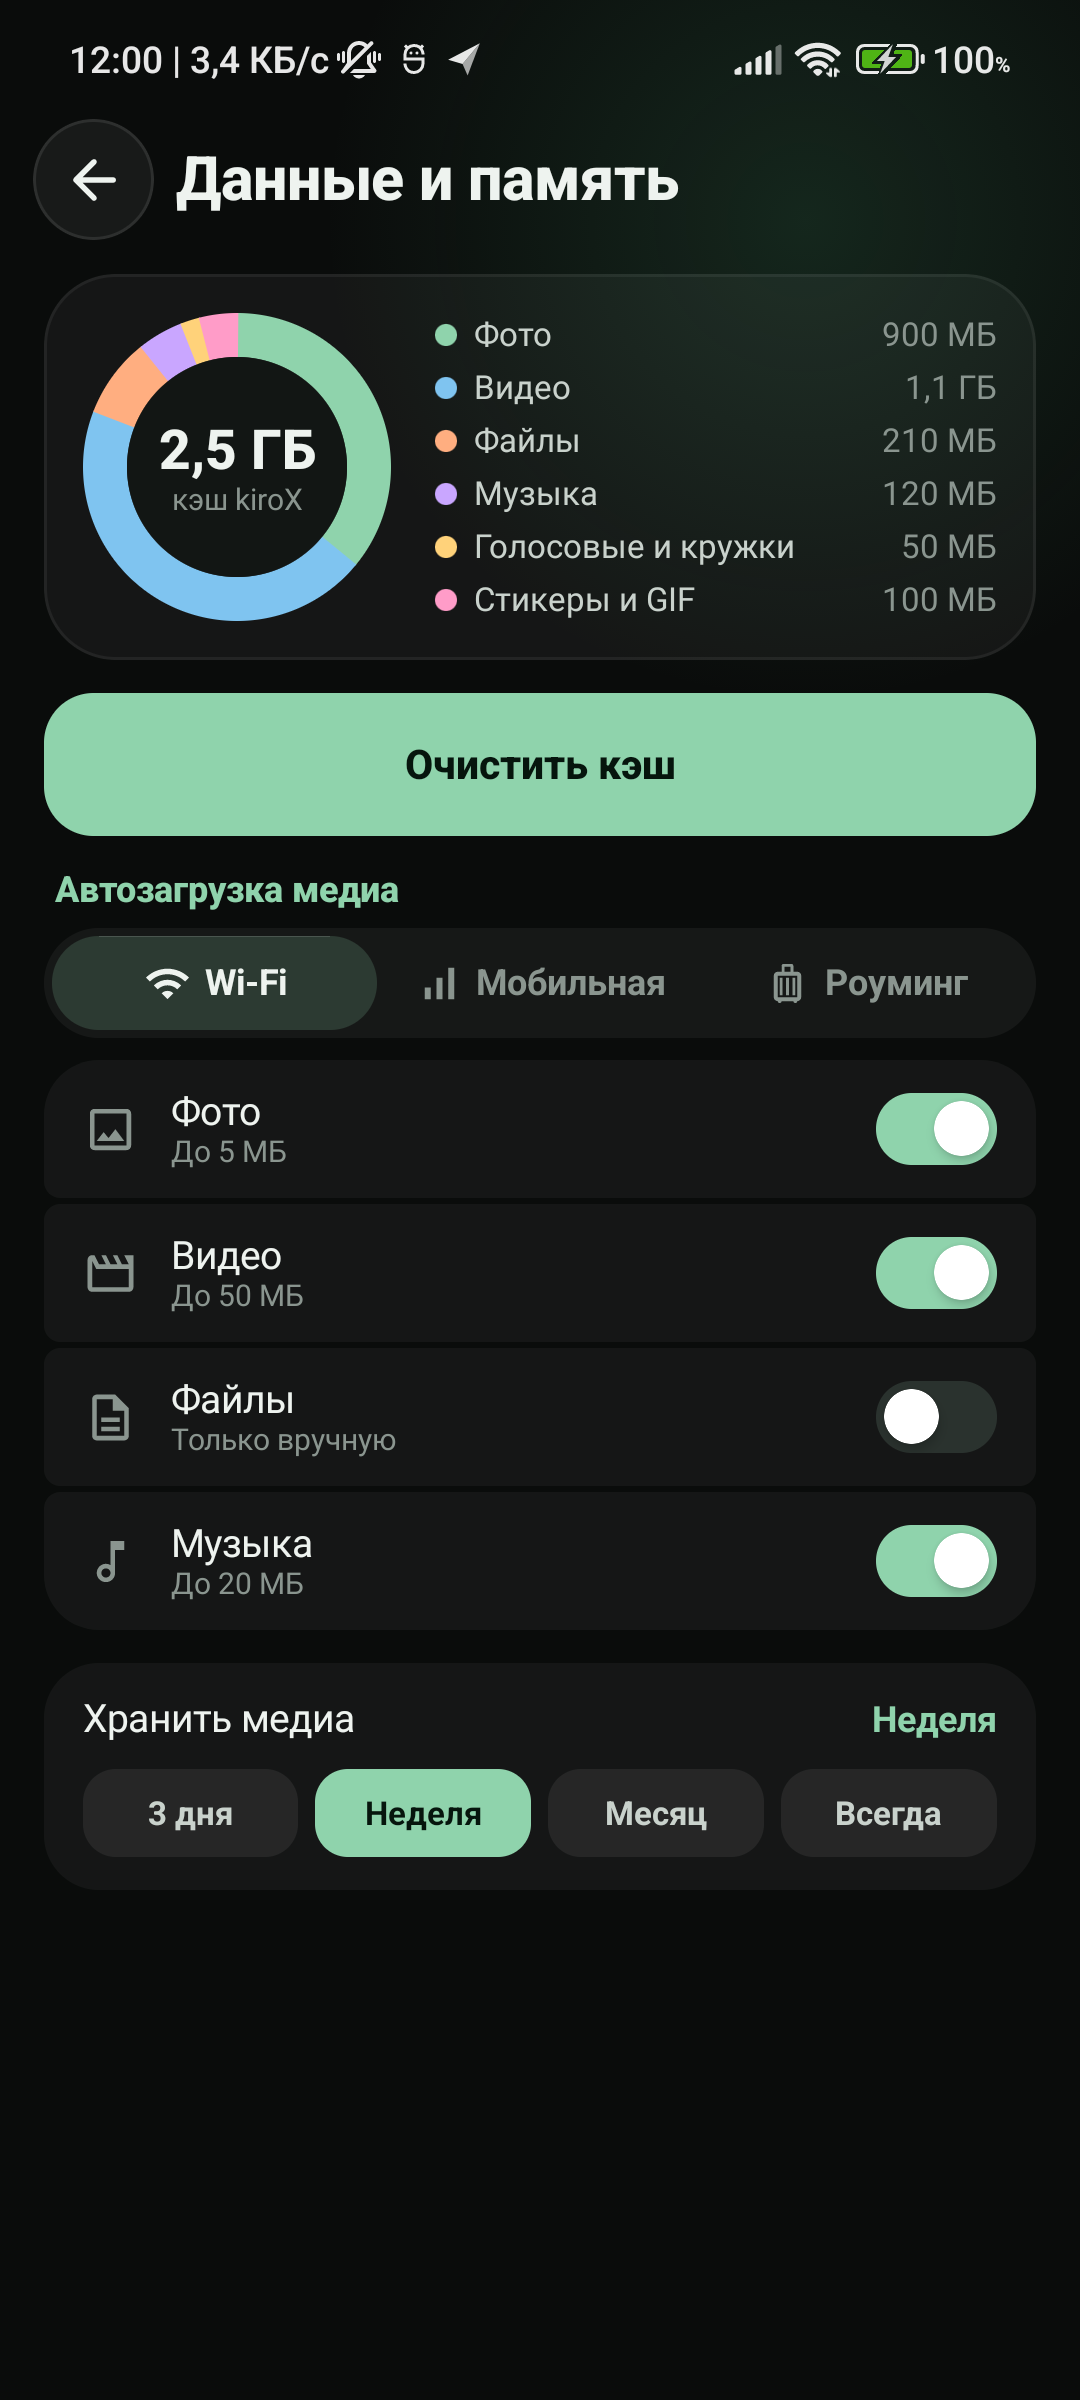 12:00 | 3,4 КБ/с 100%
Данные и память
2,5 ГБ
кэш kiroX
Фото 900 МБ
Видео 1,1 ГБ
Файлы 210 МБ
Музыка 120 МБ
Голосовые и кружки 50 МБ
Стикеры и GIF 100 МБ
Очистить кэш
Автозагрузка медиа
Wi-Fi Мобильная Роуминг
Фото
До 5 МБ
Видео
До 50 МБ
Файлы
Только вручную
Музыка
До 20 МБ
Хранить медиа Неделя
3 дня Неделя Месяц Всегда